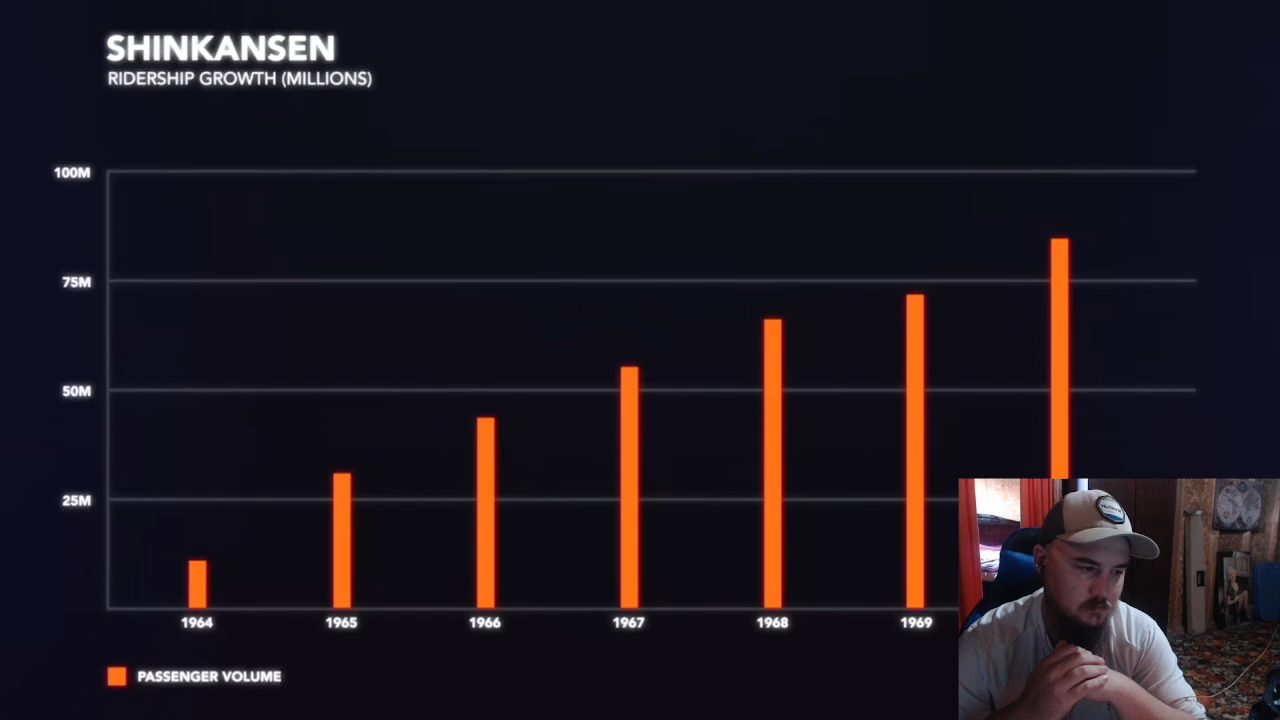 SHINKANSEN
RIDERSHIP GROWTH (MILLIONS)
100M
75M
50M
25M
1964 1965 1966 1967 1968 1969
PASSENGER VOLUME